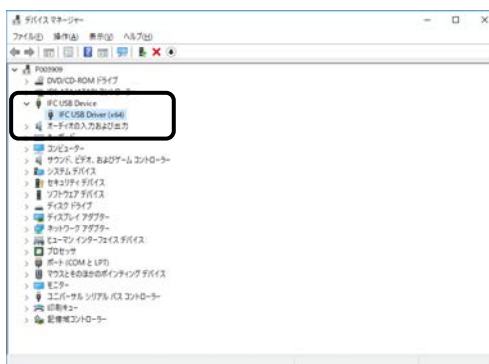 デバイス マネージャー
ファイル(F) 操作(A) 表示(V) ヘルプ(H)
P003909
DVD/CD-ROM ドライブ
IFC USB Device
IFC USB Driver (x64)
オーディオの入力および出力
コンピューター
サウンド、ビデオ、およびゲーム コントローラー
システム デバイス
セキュリティ デバイス
ソフトウェア デバイス
ディスク ドライブ
ディスプレイ アダプター
ネットワーク アダプター
ヒューマン インターフェイス デバイス
プロセッサ
ポート (COM と LPT)
マウスとそのほかのポインティング デバイス
モニター
ユニバーサル シリアル バス コントローラー
印刷キュー
記憶域コントローラー